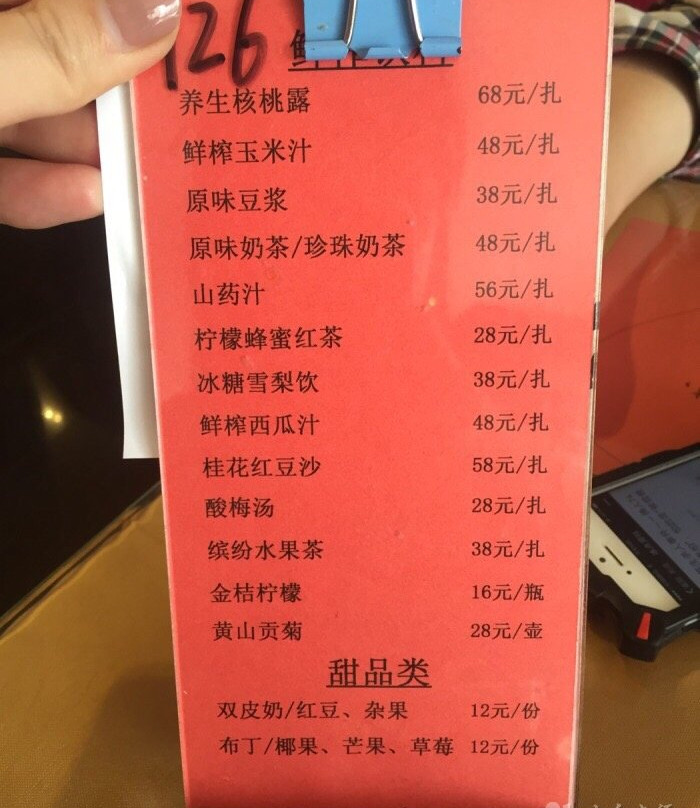 126
养生核桃露 68元/扎
鲜榨玉米汁 48元/扎
原味豆浆 38元/扎
原味奶茶/珍珠奶茶 48元/扎
山药汁 56元/扎
柠檬蜂蜜红茶 28元/扎
冰糖雪梨饮 38元/扎
鲜榨西瓜汁 48元/扎
桂花红豆沙 58元/扎
酸梅汤 28元/扎
缤纷水果茶 38元/扎
金桔柠檬 16元/瓶
黄山贡菊 28元/壶
甜品类
双皮奶/红豆、杂果 12元/份
布丁/椰果、芒果、草莓 12元/份